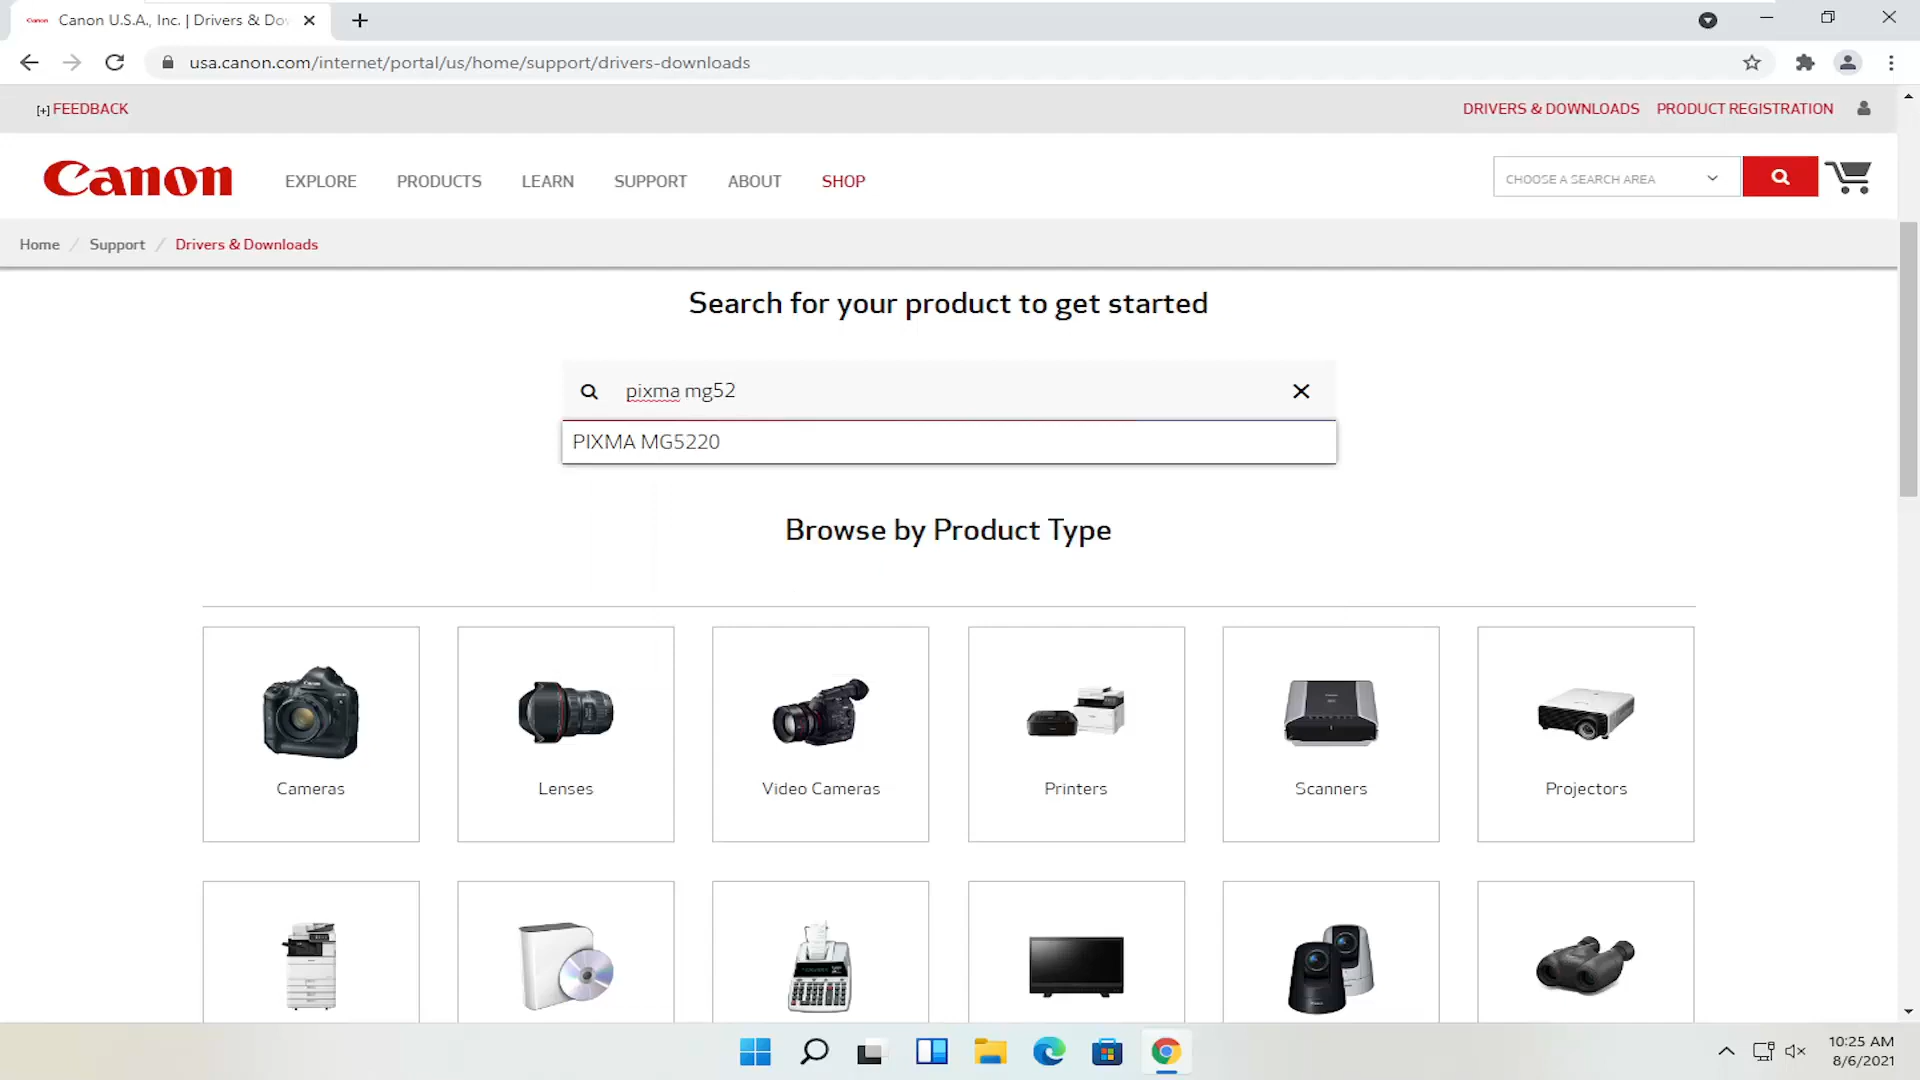 Canon U.S.A., Inc. | Drivers & Do
usa.canon.com/internet/portal/us/home/support/drivers-downloads
[+] FEEDBACK
DRIVERS & DOWNLOADS PRODUCT REGISTRATION
Canon EXPLORE PRODUCTS LEARN SUPPORT ABOUT SHOP CHOOSE A SEARCH AREA
Home / Support / Drivers & Downloads
Search for your product to get started
pixma mg52
PIXMA MG5220
Browse by Product Type
Cameras Lenses Video Cameras Printers Scanners Projectors
10:25 AM
8/6/2021